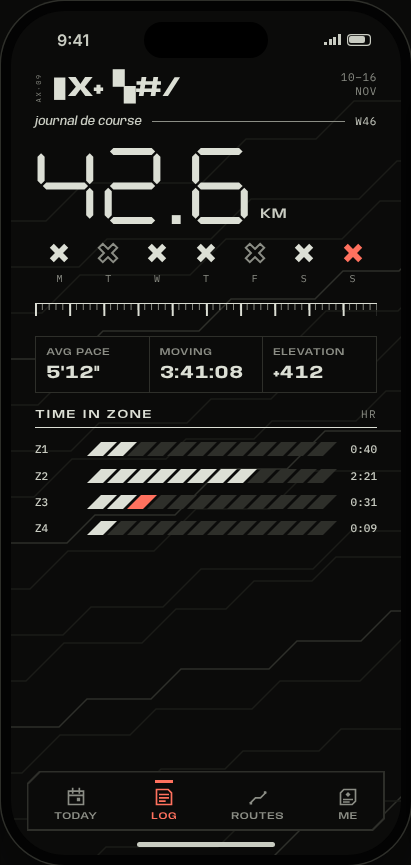 9:41
AX-09
X+ #/
10-16
NOV
journal de course
W46
42.6 KM
M T W T F S S
AVG PACE
5'12"
MOVING
3:41:08
ELEVATION
+412
TIME IN ZONE
HR
Z1 0:40
Z2 2:21
Z3 0:31
Z4 0:09
TODAY
LOG
ROUTES
ME